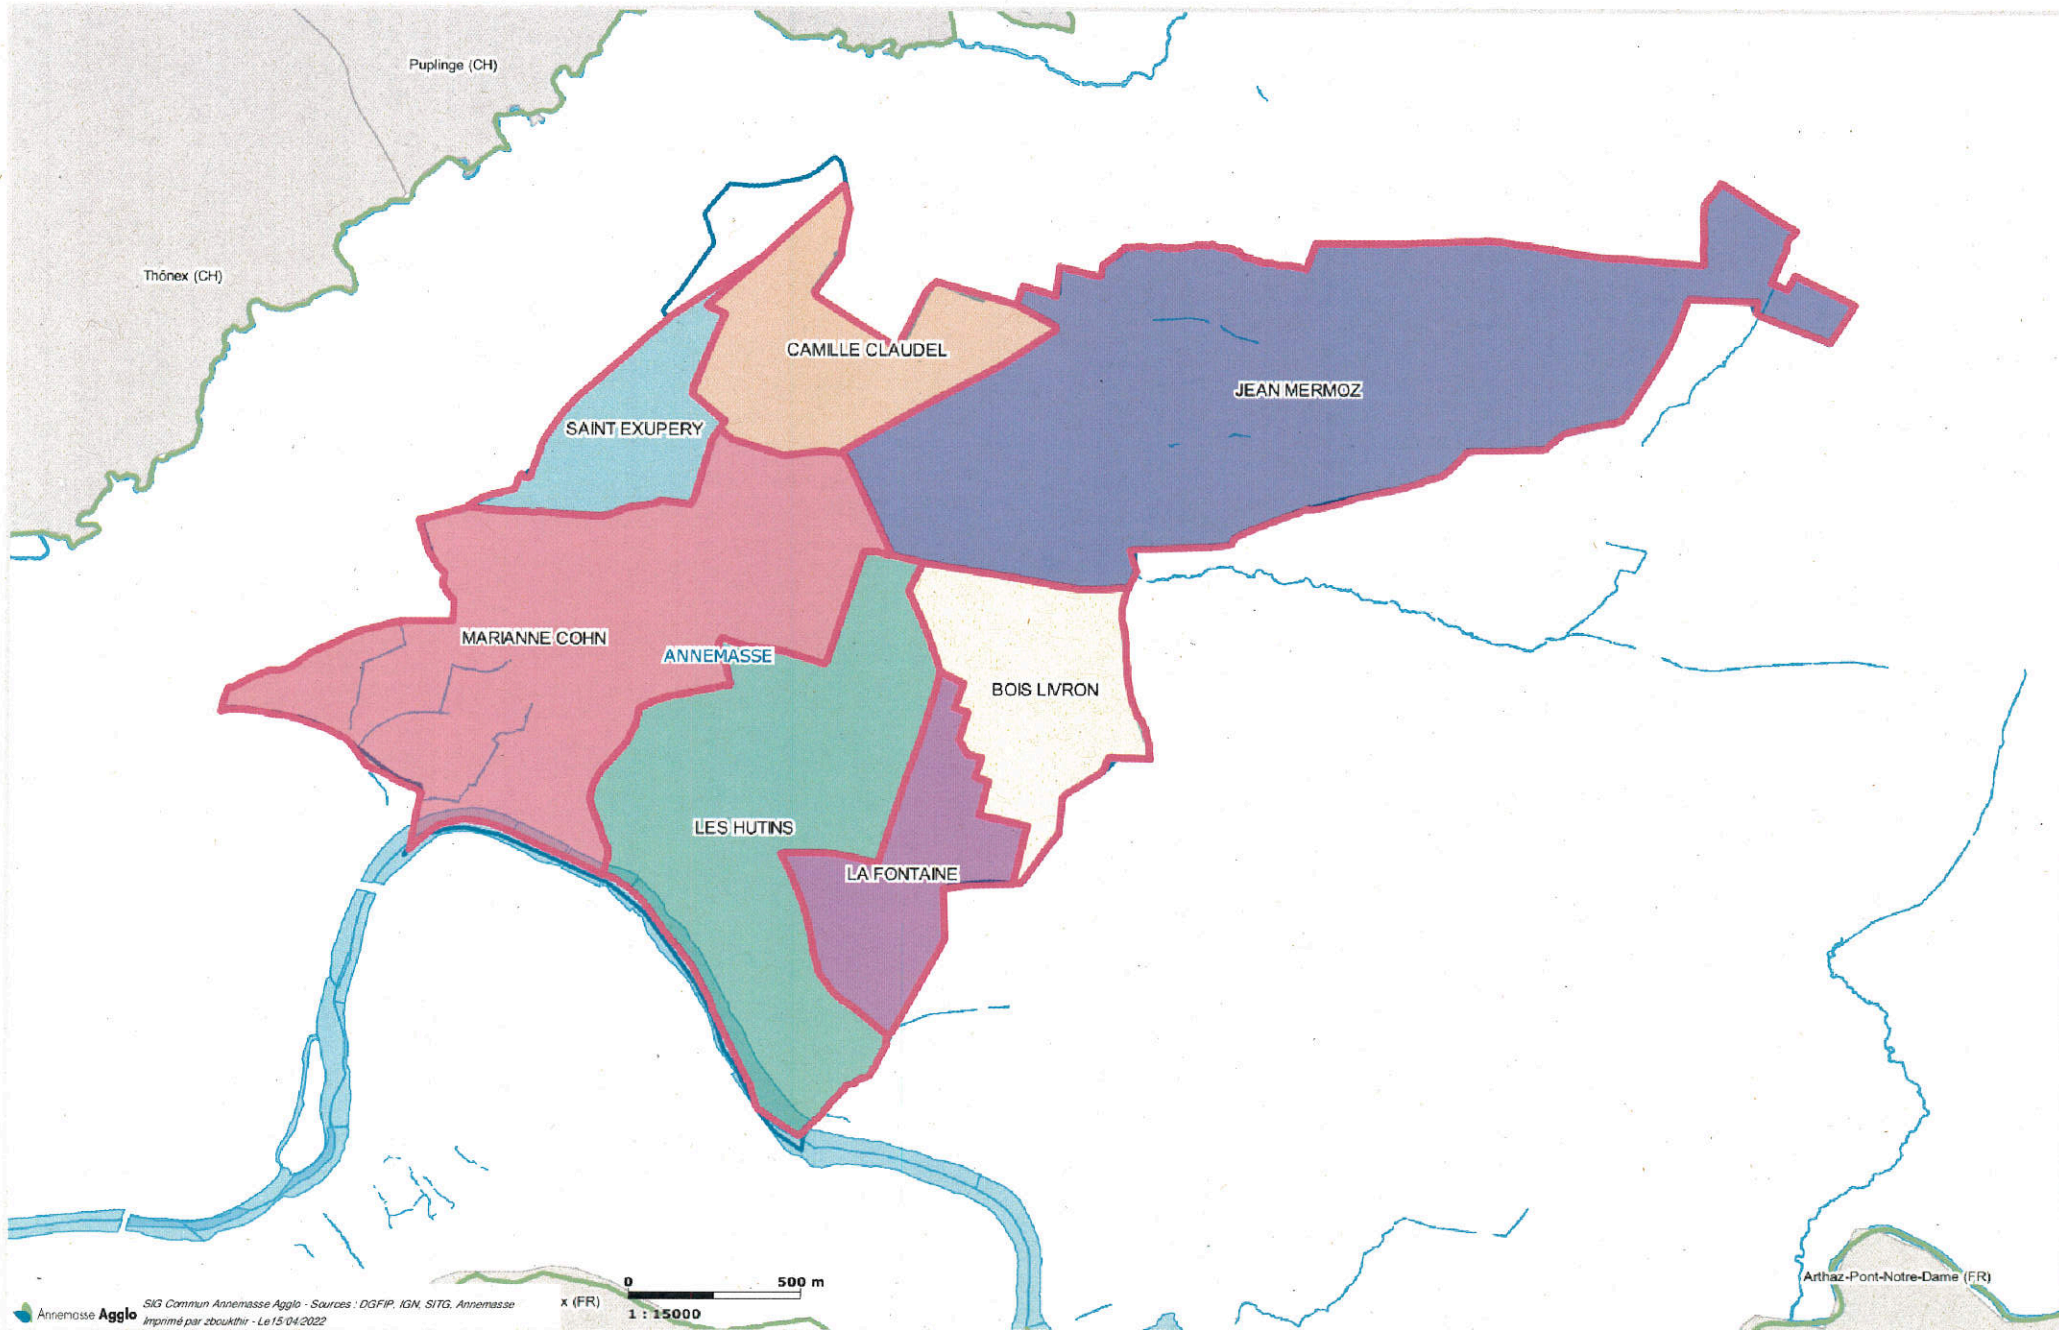 Puplinge (CH)
Thônex (CH)
CAMILLE CLAUDEL
JEAN MERMOZ
SAINT EXUPERY
MARIANNE COHN
ANNEMASSE
BOIS LIVRON
LES HUTINS
LA FONTAINE
Arthaz-Pont-Notre-Dame (FR)
0 500 m
x (FR)
1 : 15000
Annemasse Agglo
SIG Commun Annemasse Agglo - Sources : DGFIP, IGN, SITG, Annemasse
Imprimé par zboukthir - Le 15/04/2022